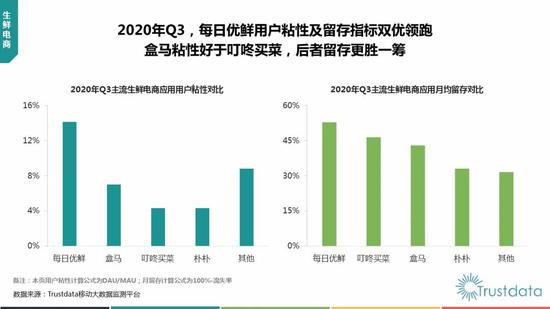 生鲜电商
2020年Q3，每日优鲜用户粘性及留存指标双优领跑
盒马粘性好于叮咚买菜，后者留存更胜一筹
2020年Q3主流生鲜电商应用用户粘性对比
16%
12%
8%
4%
0%
每日优鲜 盒马 叮咚买菜 朴朴 其他
2020年Q3主流生鲜电商应用月均留存对比
60%
45%
30%
15%
0%
每日优鲜 盒马 叮咚买菜 朴朴 其他
备注：本页用户粘性计算公式为DAU/MAU；月留存计算公式为100%-流失率
数据来源：Trustdata移动大数据监测平台
Trustdata